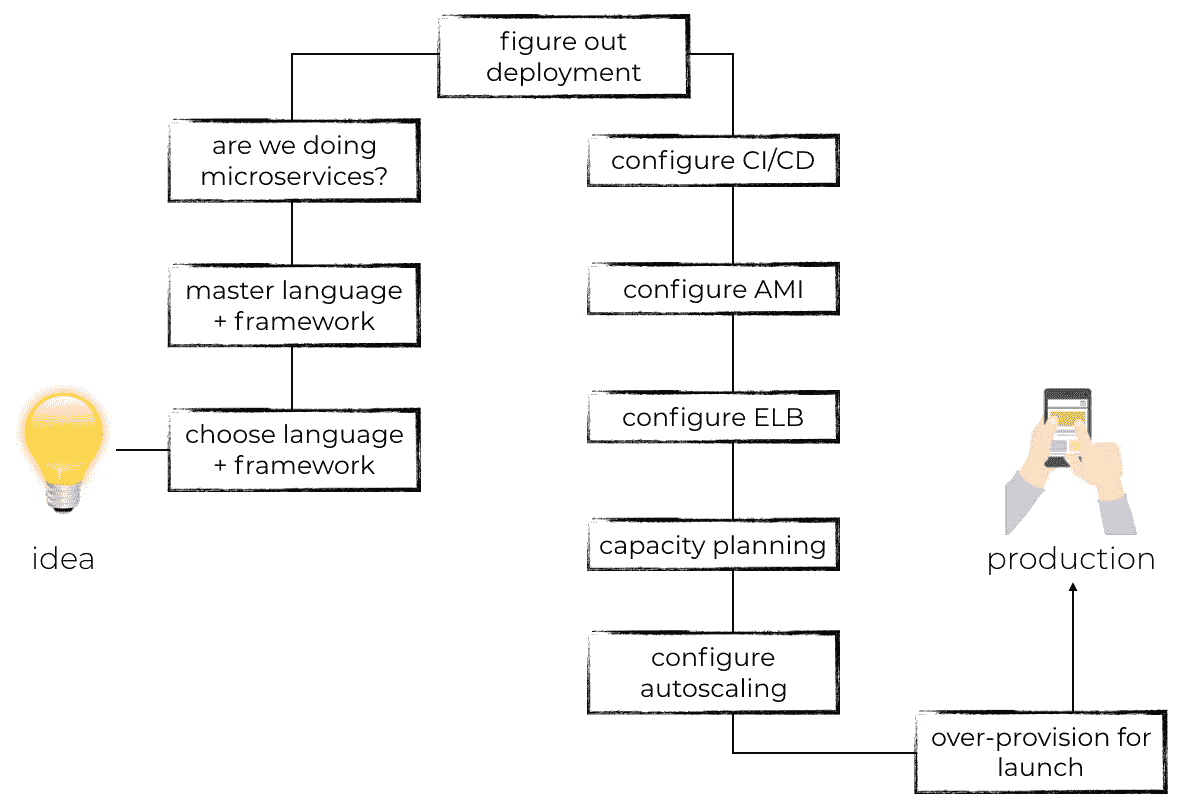 idea
choose language
+ framework
master language
+ framework
are we doing
microservices?
figure out
deployment
configure CI/CD
configure AMI
configure ELB
capacity planning
configure
autoscaling
over-provision for
launch
production